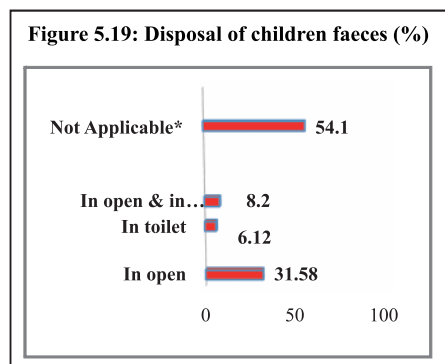 Figure 5.19: Disposal of children faeces (%)
Not Applicable* 54.1
In open & in… 8.2
In toilet 6.12
In open 31.58
0 50 100